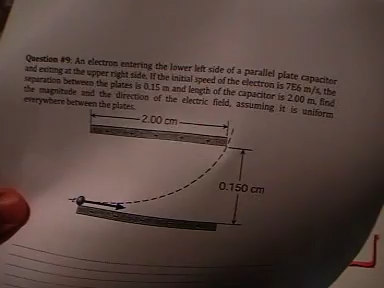 Question #9: An electron entering the lower left side of a parallel plate capacitor
and exiting at the upper right side. If the initial speed of the electron is 7E6 m/s, the
separation between the plates is 0.15 m and length of the capacitor is 2.00 m, find
the magnitude and the direction of the electric field, assuming it is uniform
everywhere between the plates.
2.00 cm
0.150 cm